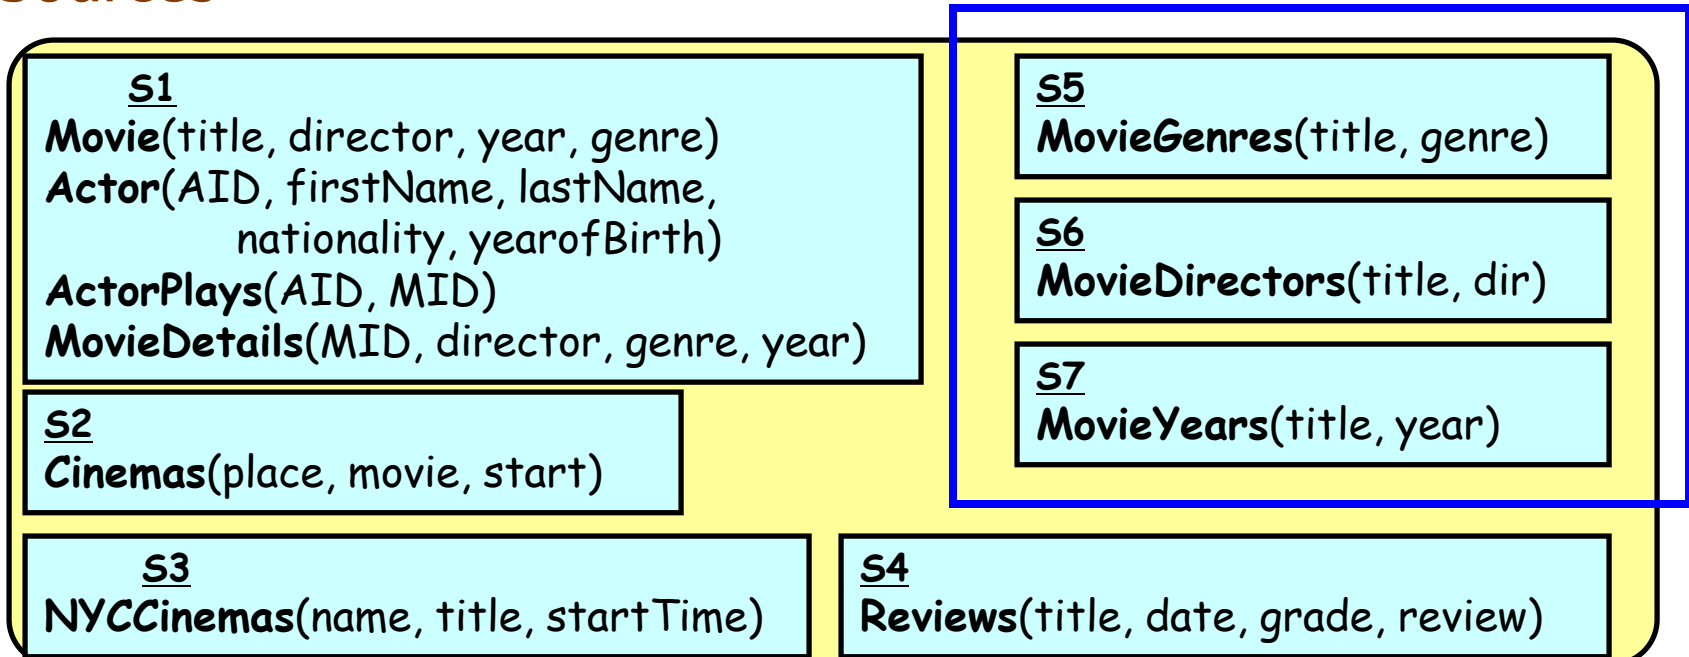 S1
Movie(title, director, year, genre)
Actor(AID, firstName, lastName,
nationality, yearofBirth)
ActorPlays(AID, MID)
MovieDetails(MID, director, genre, year)
S2
Cinemas(place, movie, start)
S3
NYCCinemas(name, title, startTime)
S4
Reviews(title, date, grade, review)
S5
MovieGenres(title, genre)
S6
MovieDirectors(title, dir)
S7
MovieYears(title, year)